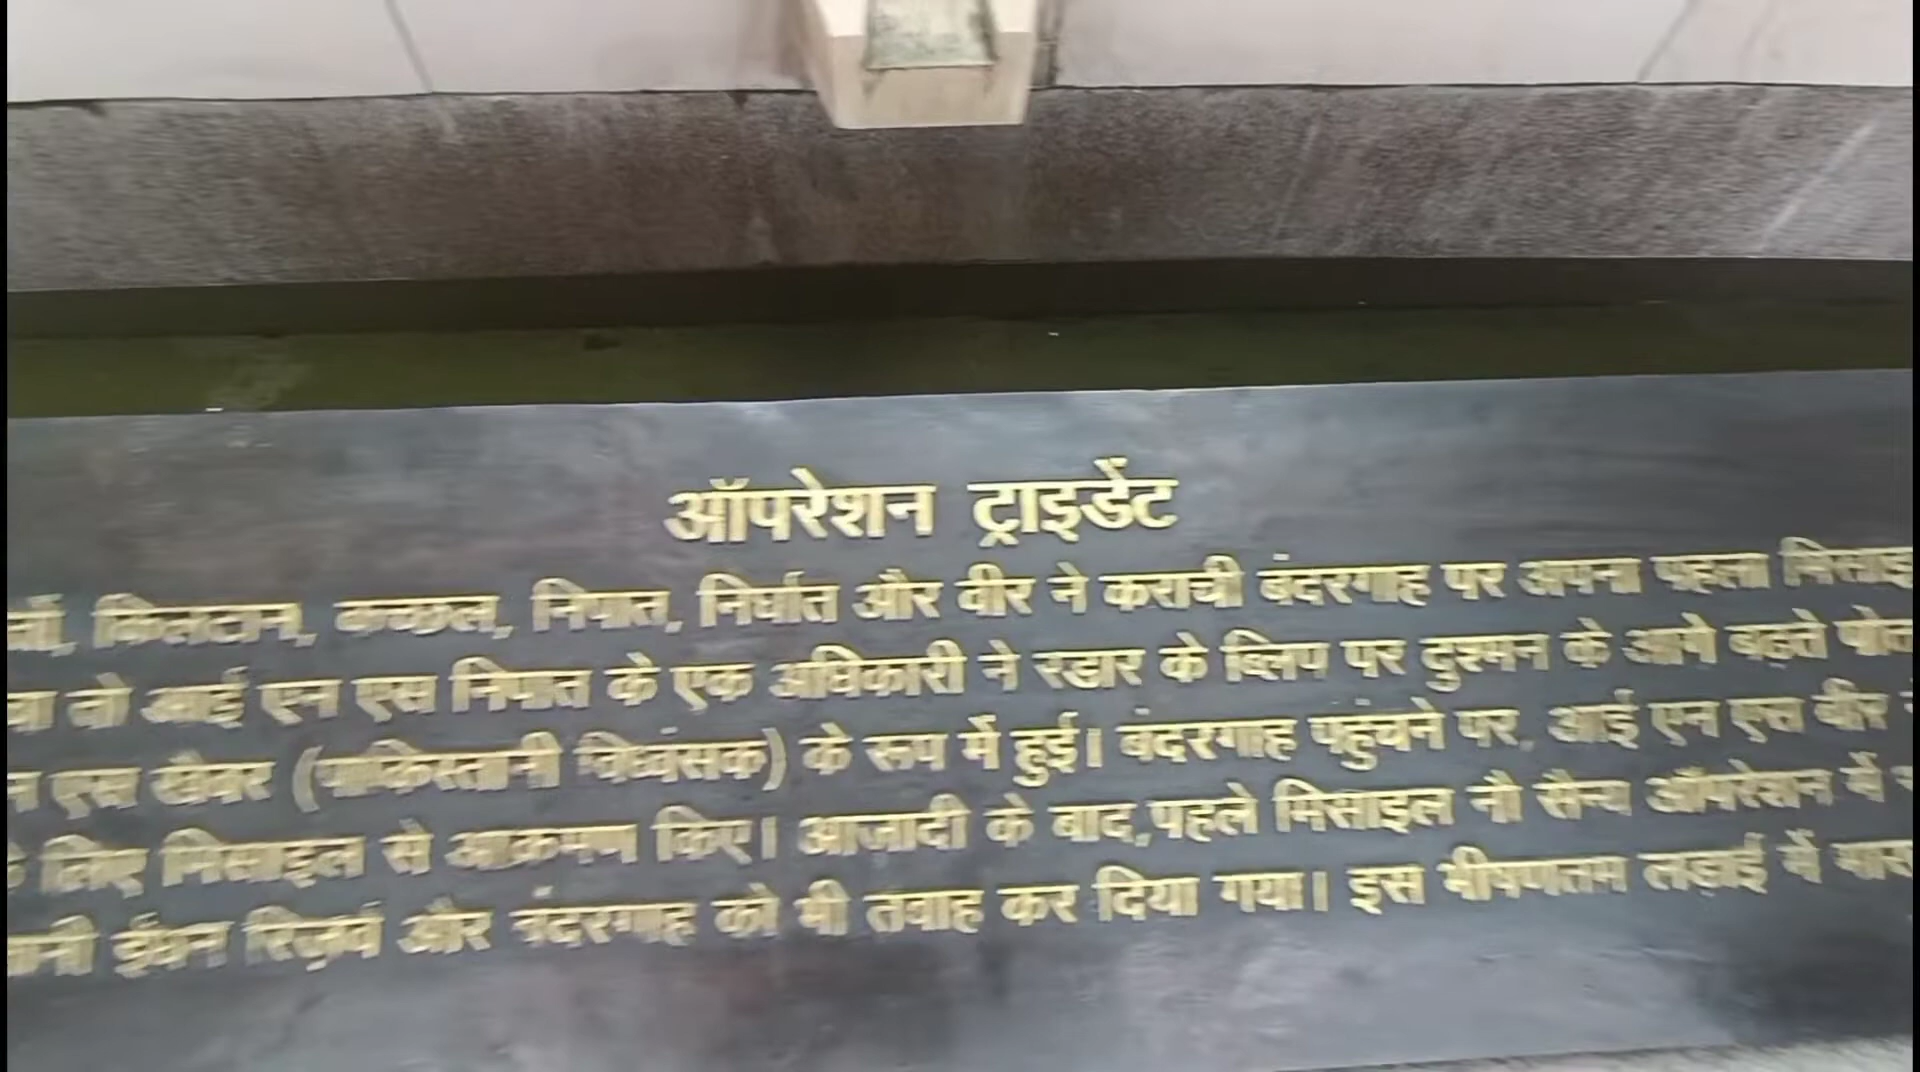 ऑपरेशन ट्राइडेंट
किलटान, कच्छल, निपात, निर्घात और वीर ने कराची बंदरगाह पर अपना पहला
तो आई एन एस निपात के एक अधिकारी ने रडार के ब्लिप पर दुश्मन के आगे बढ़ते
एस खैबर (पाकिस्तानी विध्वंसक) के रूप में हुई। बंदरगाह पहुंचने पर, आई एन एस वीर
लिए मिसाइल से आक्रमण किए। आजादी के बाद,पहले मिसाइल नौ सैन्य ऑपरेशन में
ईंधन रिज़र्व और बंदरगाह को भी तबाह कर दिया गया। इस भीषणतम लड़ाई में